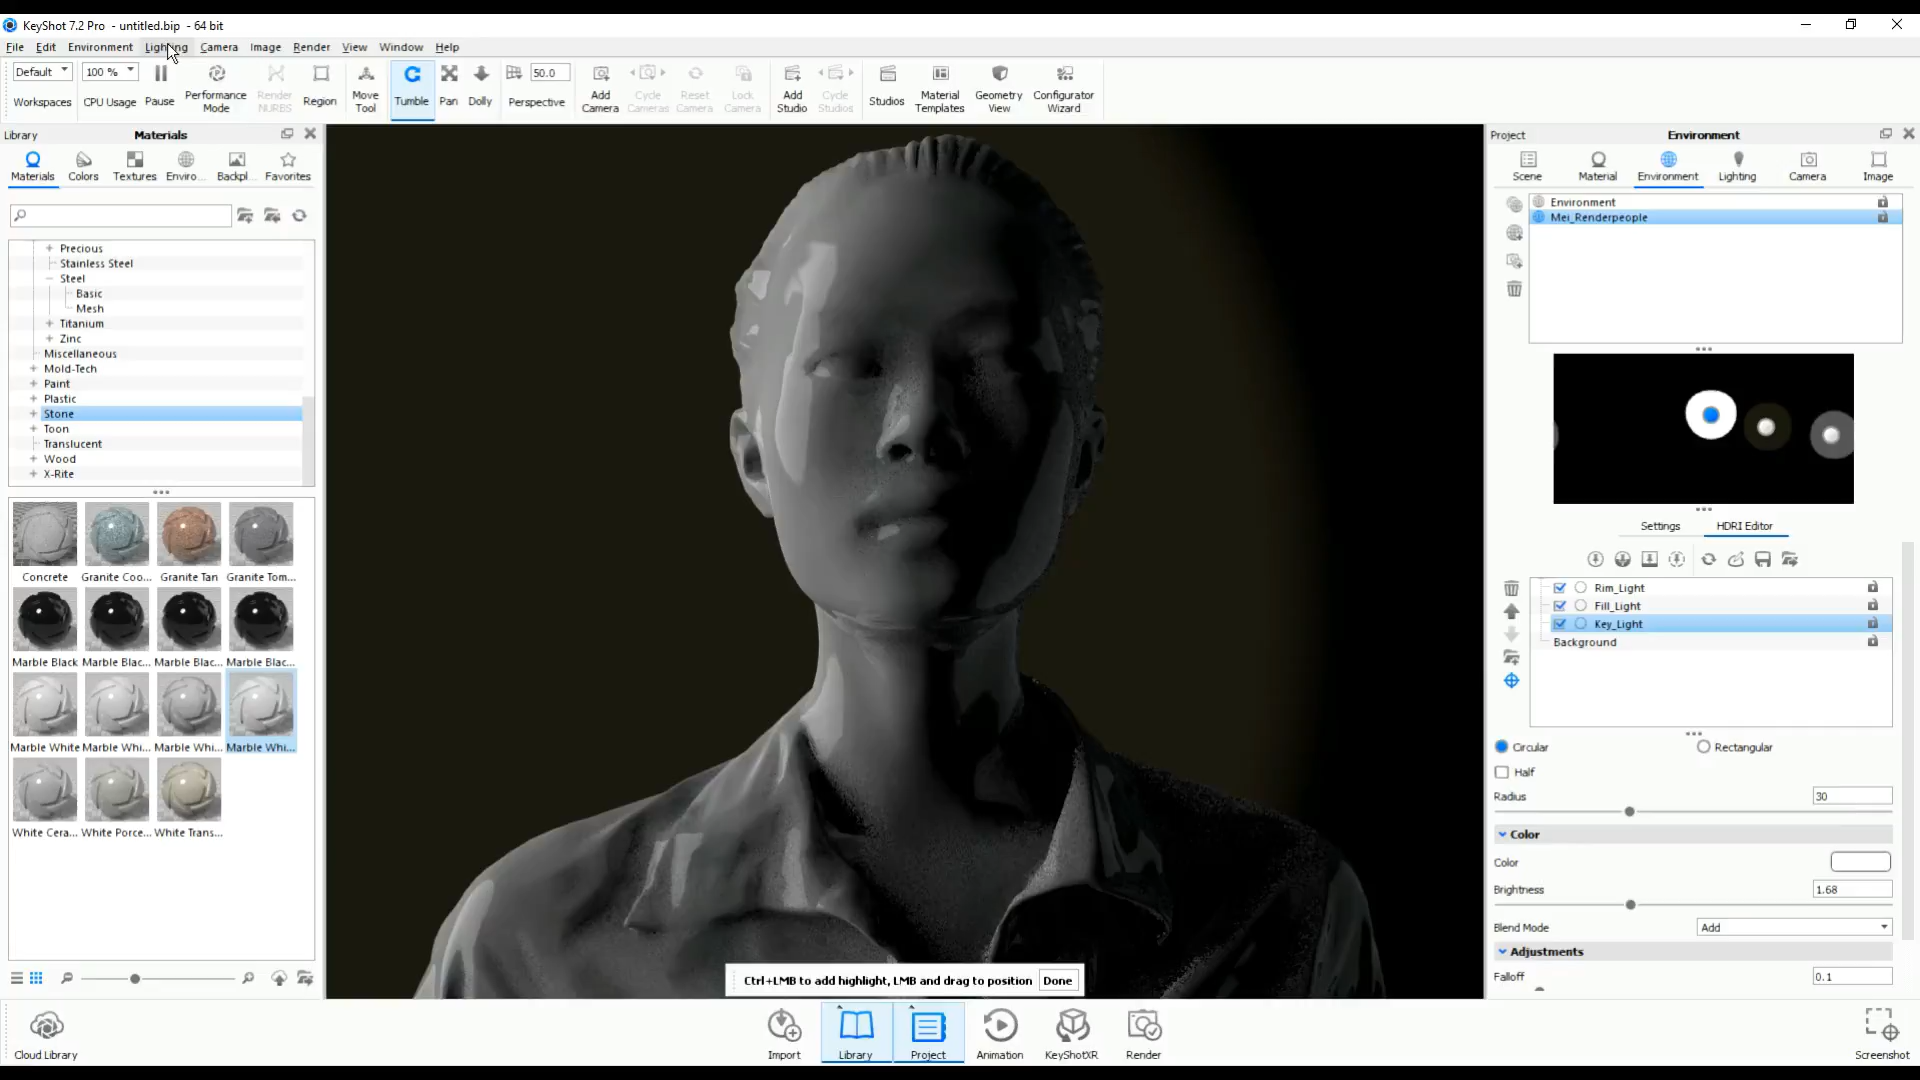 KeyShot 7.2 Pro - untitled.bip - 64 bit
File Edit Environment Lighting Camera Image Render View Window Help
Default 100 % 50.0
Workspaces CPU Usage Pause Performance Mode Render NURBS Region Move Tool Tumble Pan Dolly Perspective Add Camera Cycle Cameras Reset Camera Lock Camera Add Studio Cycle Studios Studios Material Templates Geometry View Configurator Wizard
Library Materials
Materials Colors Textures Enviro... Backpl... Favorites
Precious
Stainless Steel
Steel
Basic
Mesh
Titanium
Zinc
Miscellaneous
Mold-Tech
Paint
Plastic
Stone
Toon
Translucent
Wood
X-Rite
Concrete Granite Coo... Granite Tan Granite Tom...
Marble Black Marble Blac... Marble Blac... Marble Blac...
Marble White Marble Whi... Marble Whi... Marble Whi...
White Cera... White Porce... White Trans...
Ctrl+LMB to add highlight, LMB and drag to position Done
Project Environment
Scene Material Environment Lighting Camera Image
Environment
Mei_Renderpeople
Settings HDRI Editor
Rim_Light
Fill_Light
Key_Light
Background
Circular Rectangular
Half
Radius 30
Color
Color
Brightness 1.68
Blend Mode Add
Adjustments
Falloff 0.1
Cloud Library Import Library Project Animation KeyShotXR Render Screenshot